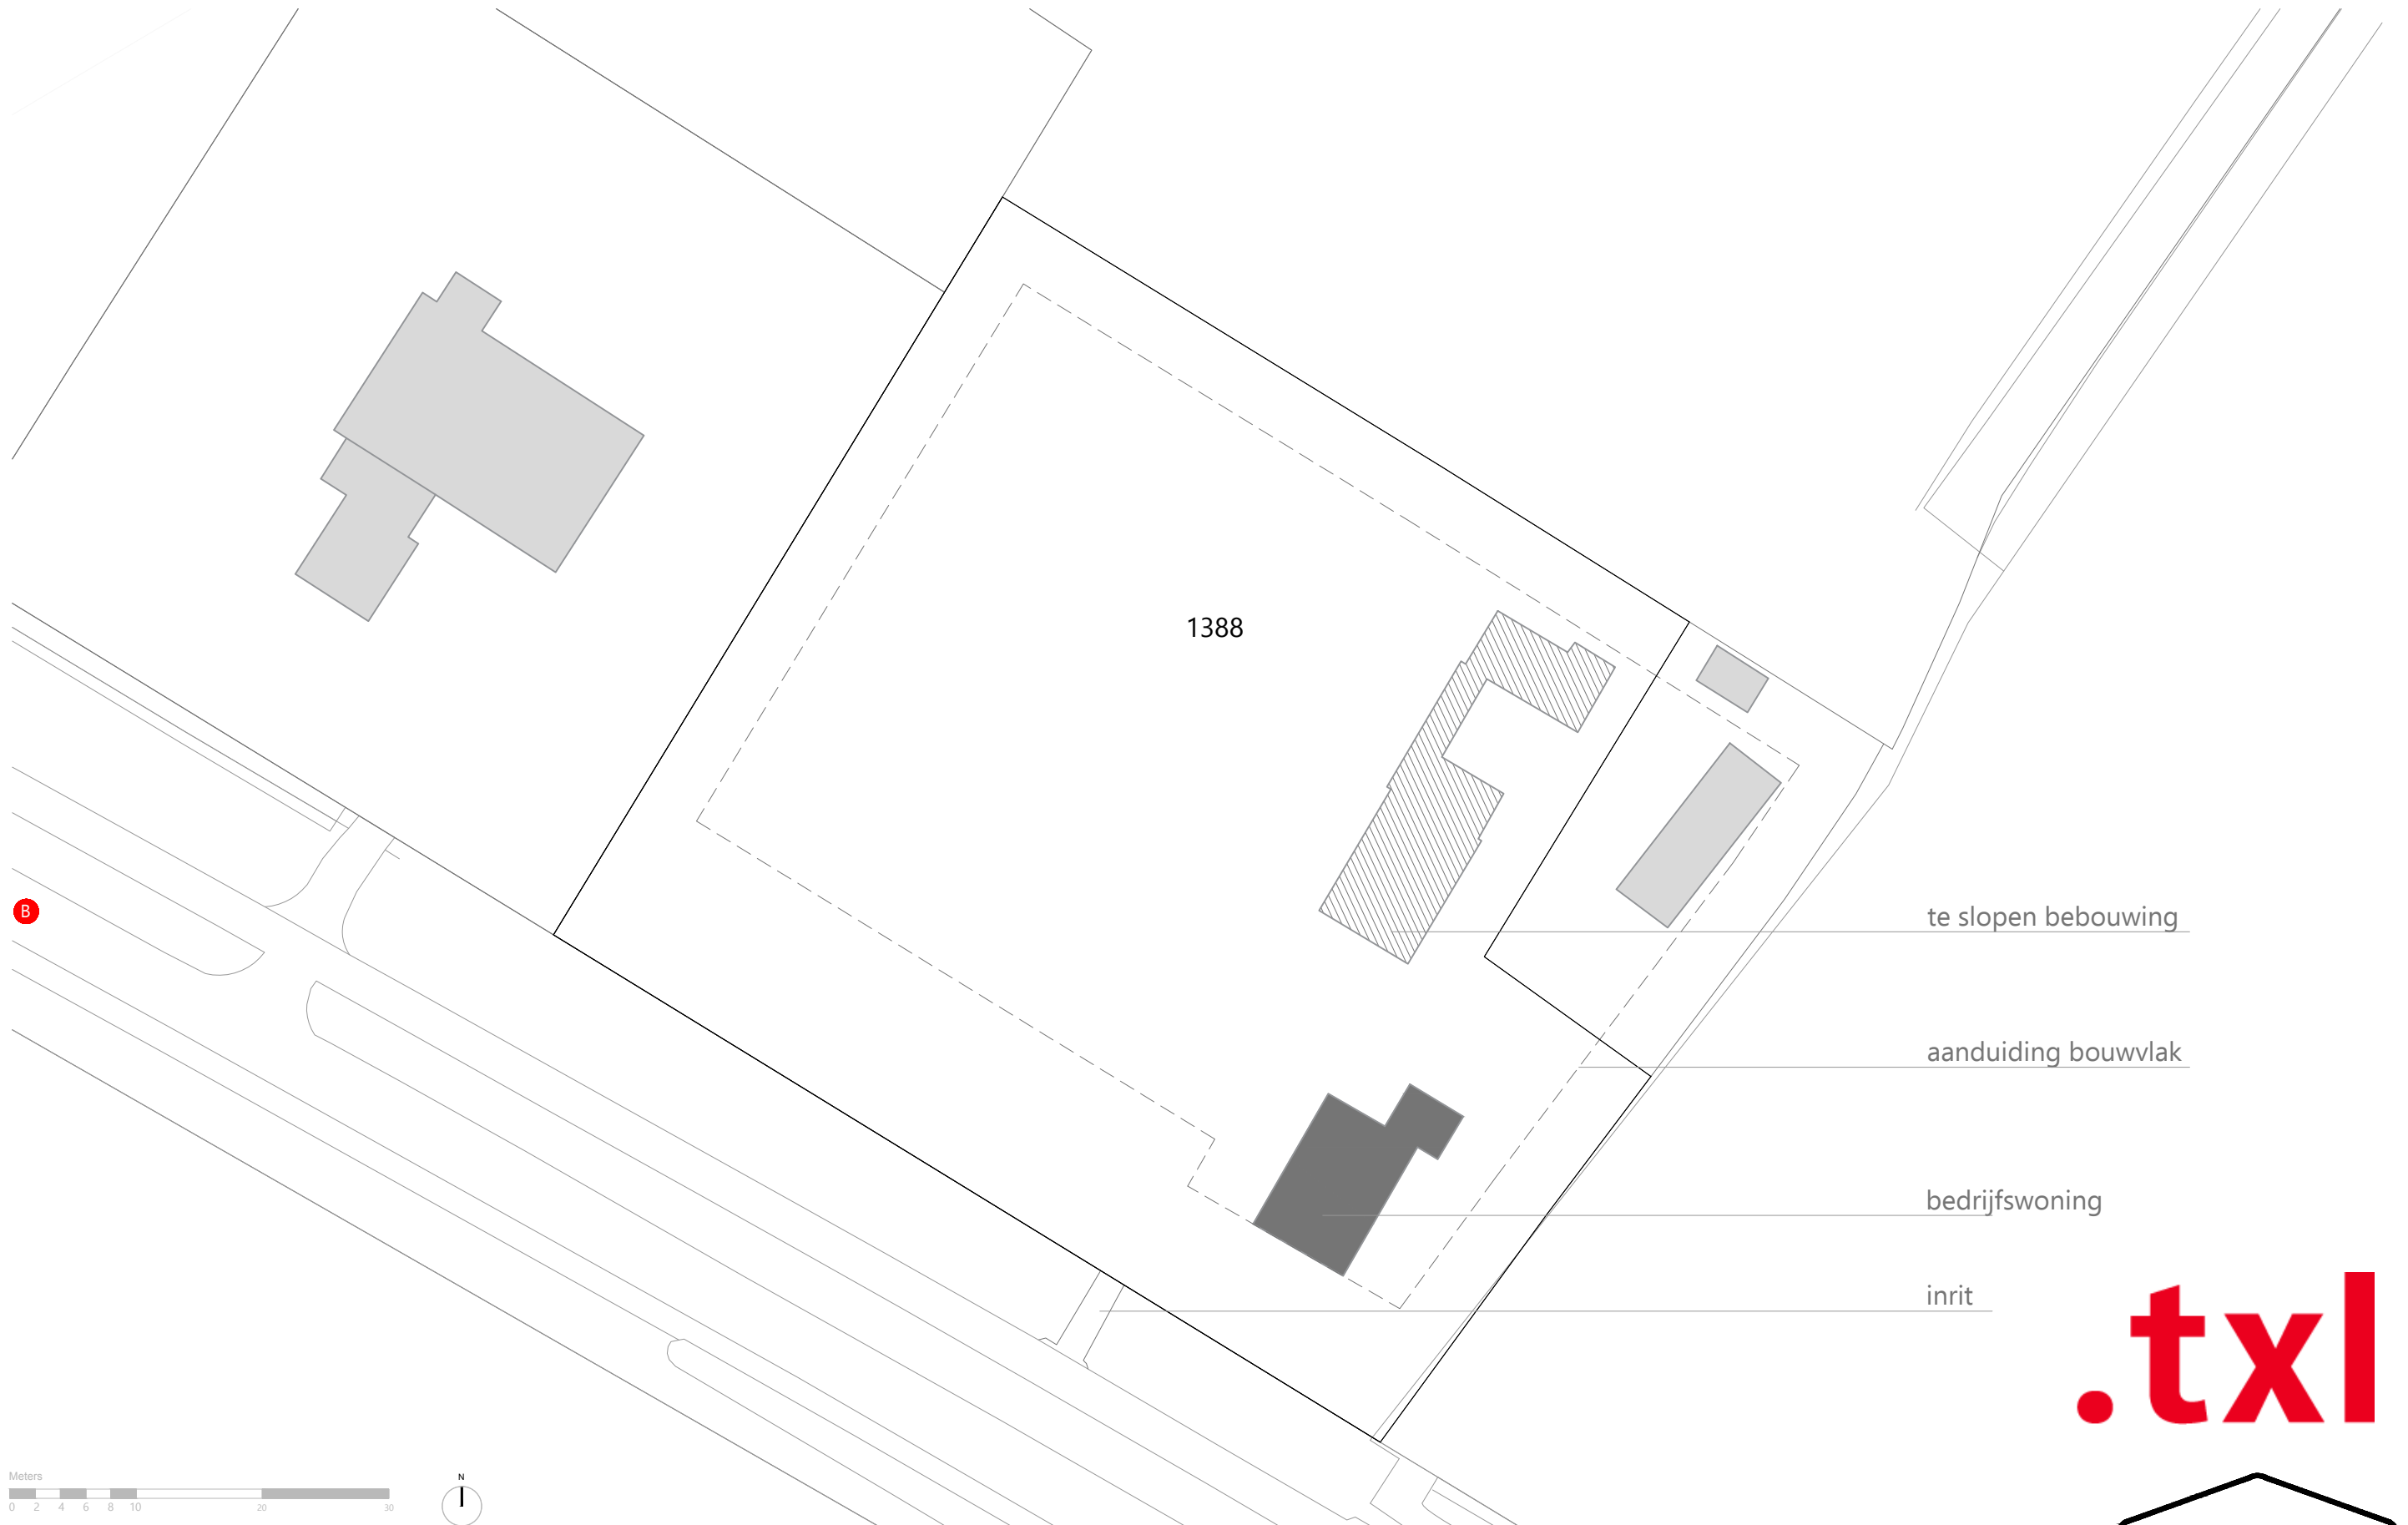 1388
B
te slopen bebouwing
aanduiding bouwvlak
bedrijfswoning
inrit
.txl
Meters
0 2 4 6 8 10 20 30
N